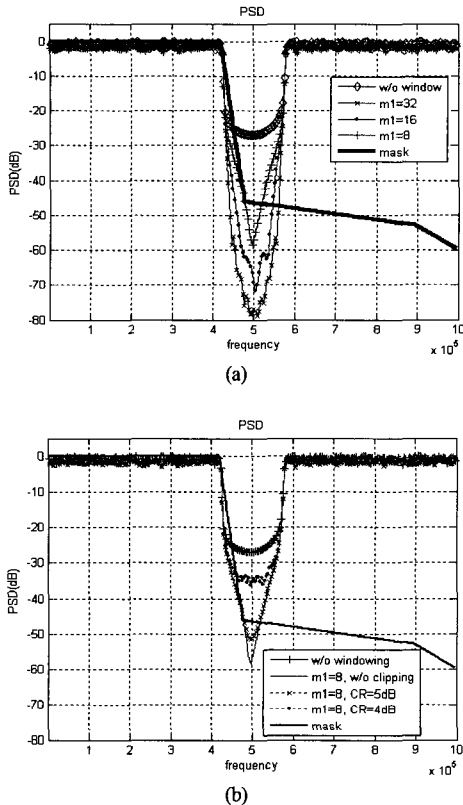 PSD
0
-10
-20
-30
-40
-50
-60
-70
-80
PSD(dB)
w/o window
m1=32
m1=16
m1=8
mask
1 2 3 4 5 6 7 8 9 10
frequency
x 10^6
(a)
PSD
0
-10
-20
-30
-40
-50
-60
-70
-80
PSD(dB)
w/o windowing
m1=8, w/o clipping
m1=8, CR=5dB
m1=8, CR=4dB
mask
1 2 3 4 5 6 7 8 9 10
frequency
x 10^6
(b)